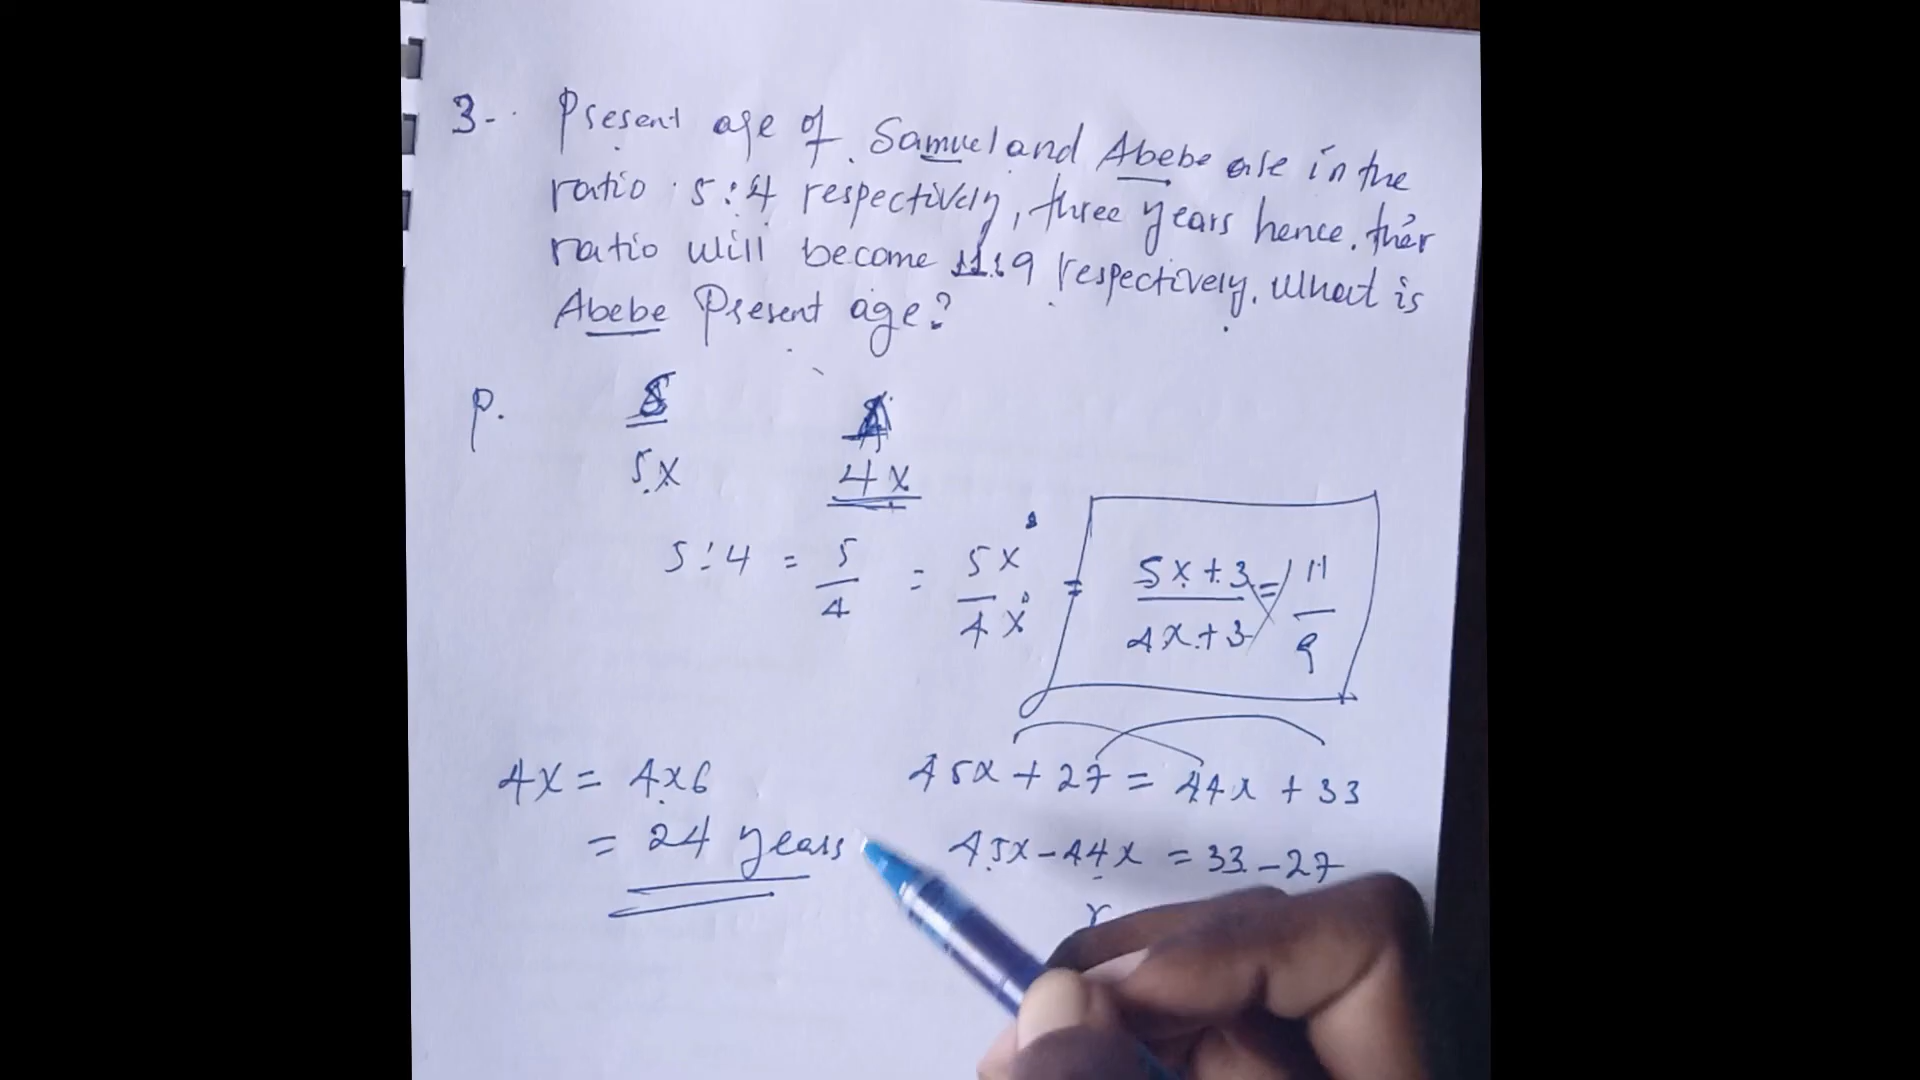 3- Present age of Samuel and Abebe are in the
ratio 5:4 respectively, three years hence. their
ratio will become 11:9 respectively. What is
Abebe Present age?
P. S A
5x 4x
5:4 = 5/4 = 5x/4x = (5x+3)/(4x+3) = 11/9
4x = 4x6
= 24 years
45x + 27 = 44x + 33
45x - 44x = 33 - 27
x